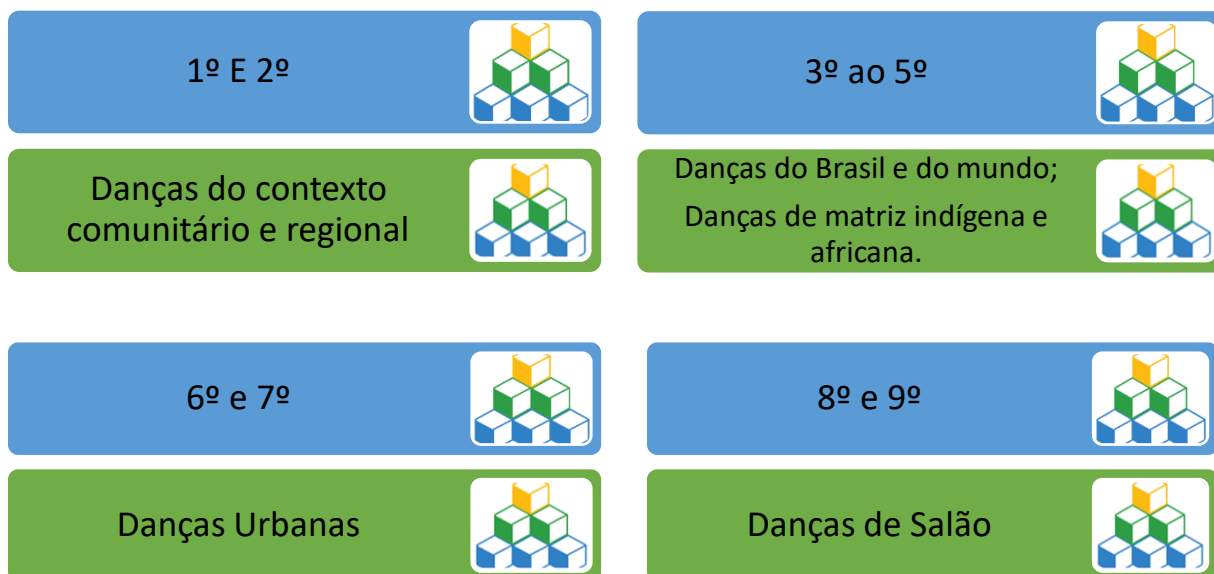 1º E 2º
Danças do contexto
comunitário e regional
3º ao 5º
Danças do Brasil e do mundo;
Danças de matriz indígena e
africana.
6º e 7º
Danças Urbanas
8º e 9º
Danças de Salão